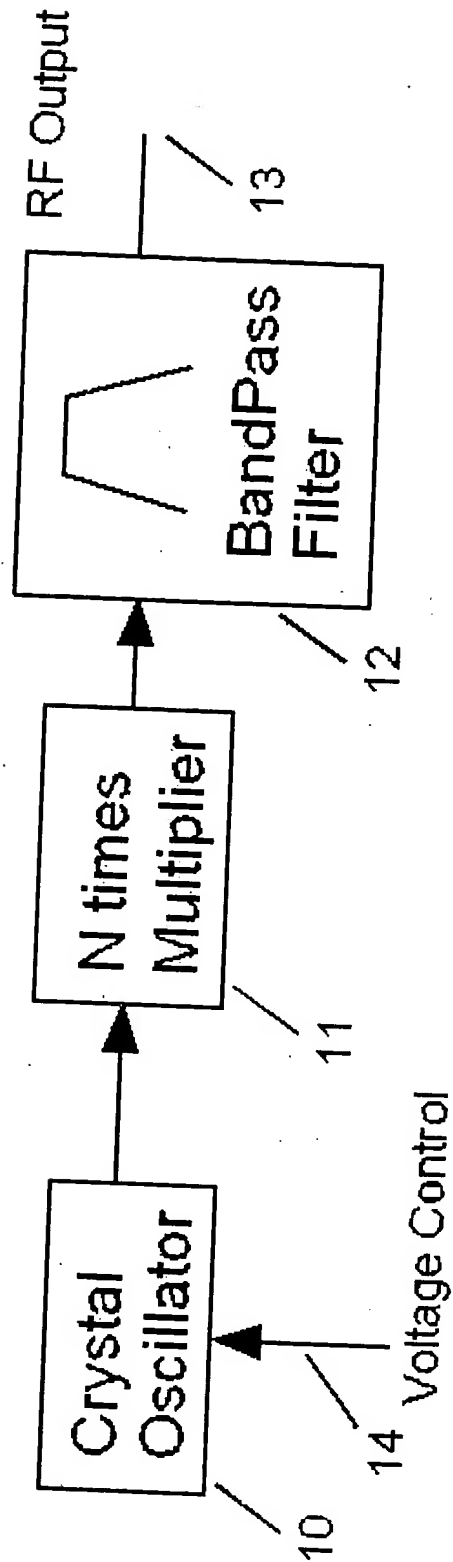 Crystal
Oscillator
10
14
Voltage Control
N times
Multiplier
11
BandPass
Filter
12
RF Output
13